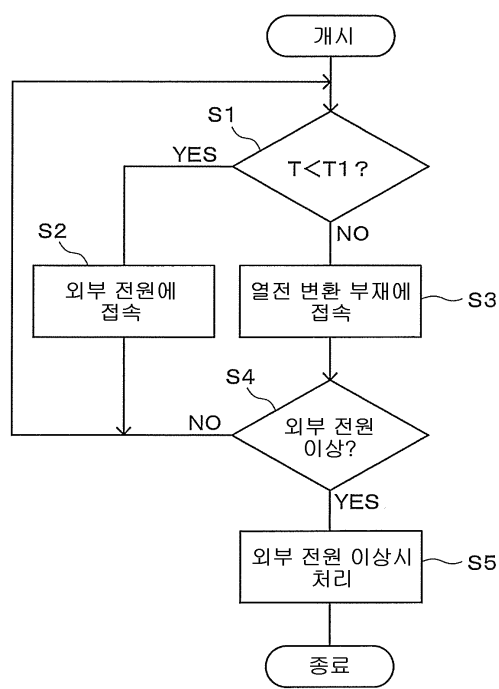 개시
S1
YES
T<T1?
NO
S2
외부 전원에
접속
열전 변환 부재에
접속
S3
S4
NO
외부 전원
이상?
YES
외부 전원 이상시
처리
S5
종료